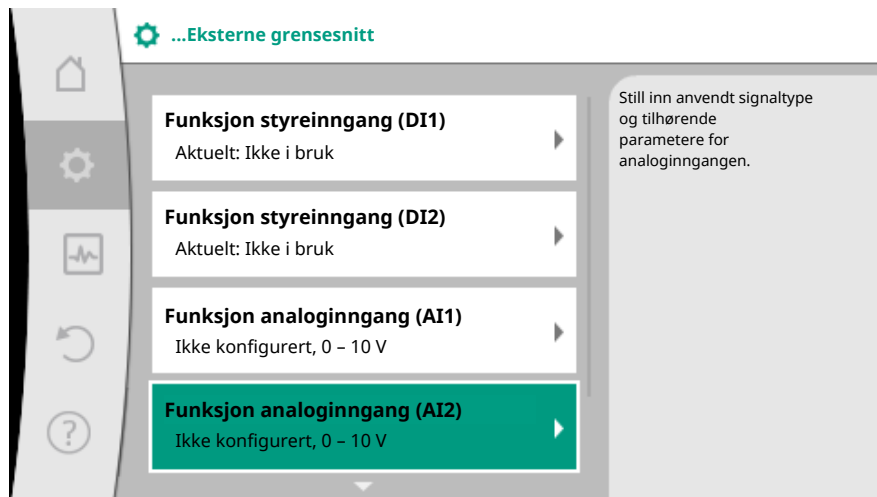 ...Eksterne grensesnitt
Funksjon styreinngang (DI1)
Aktuelt: Ikke i bruk
Funksjon styreinngang (DI2)
Aktuelt: Ikke i bruk
Funksjon analoginngang (AI1)
Ikke konfigurert, 0 – 10 V
Funksjon analoginngang (AI2)
Ikke konfigurert, 0 – 10 V
Still inn anvendt signaltype
og tilhørende
parametere for
analoginngangen.
?